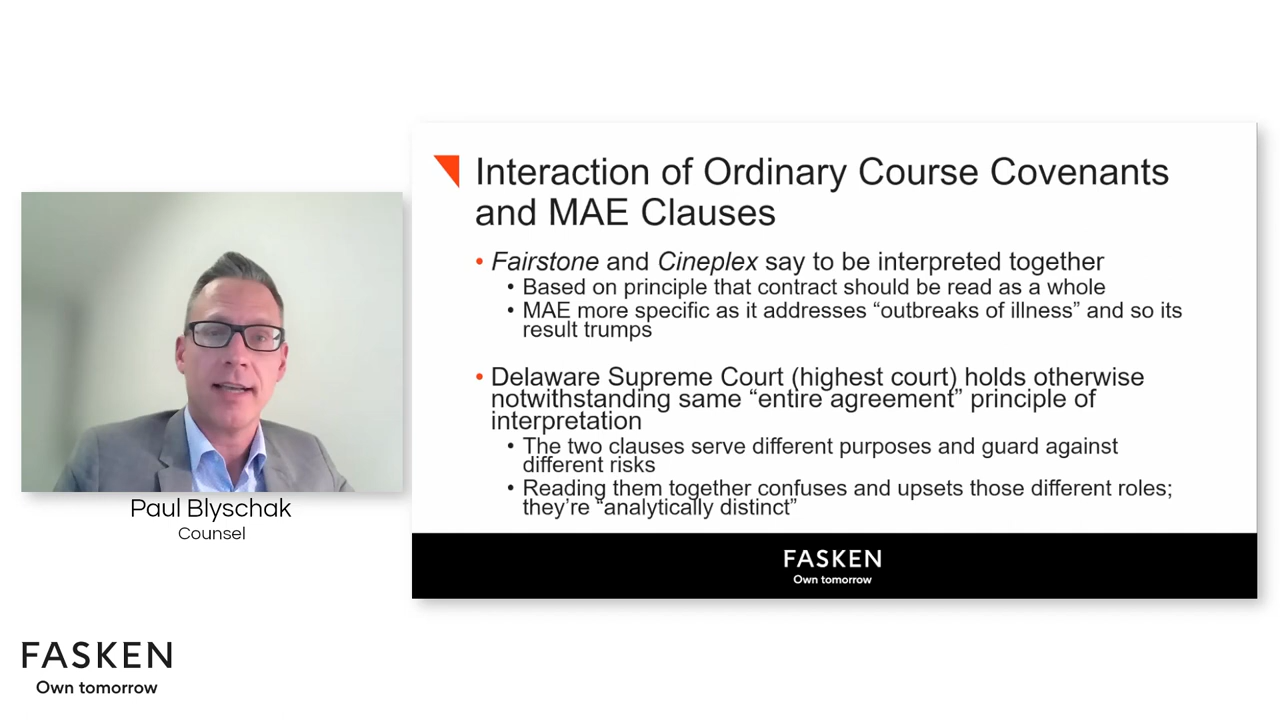 Interaction of Ordinary Course Covenants
and MAE Clauses
• Fairstone and Cineplex say to be interpreted together
• Based on principle that contract should be read as a whole
• MAE more specific as it addresses “outbreaks of illness” and so its
result trumps
• Delaware Supreme Court (highest court) holds otherwise
notwithstanding same “entire agreement” principle of
interpretation
• The two clauses serve different purposes and guard against
different risks
• Reading them together confuses and upsets those different roles;
they’re “analytically distinct”
FASKEN
Own tomorrow
Paul Blyschak
Counsel
FASKEN
Own tomorrow